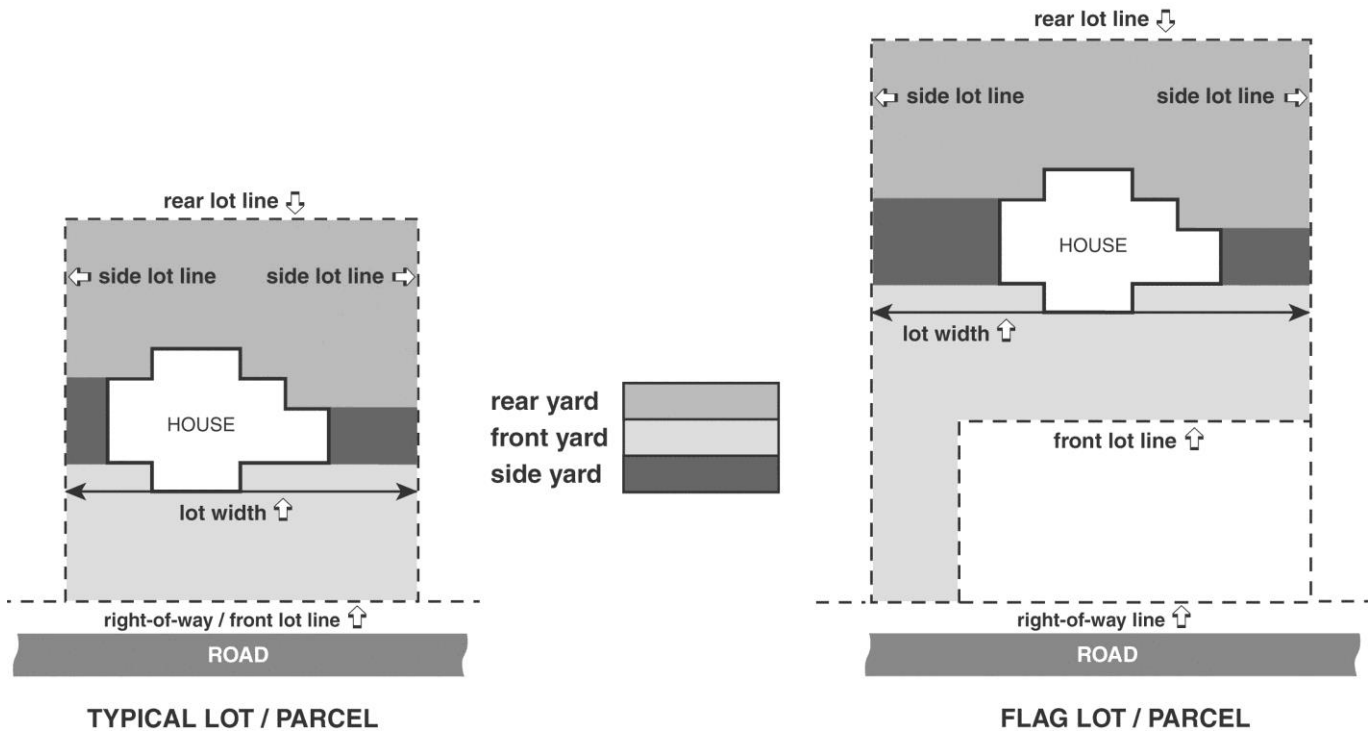 rear lot line
side lot line
side lot line
HOUSE
lot width
right-of-way / front lot line
ROAD
TYPICAL LOT / PARCEL
rear yard
front yard
side yard
rear lot line
side lot line
side lot line
HOUSE
lot width
front lot line
right-of-way line
ROAD
FLAG LOT / PARCEL